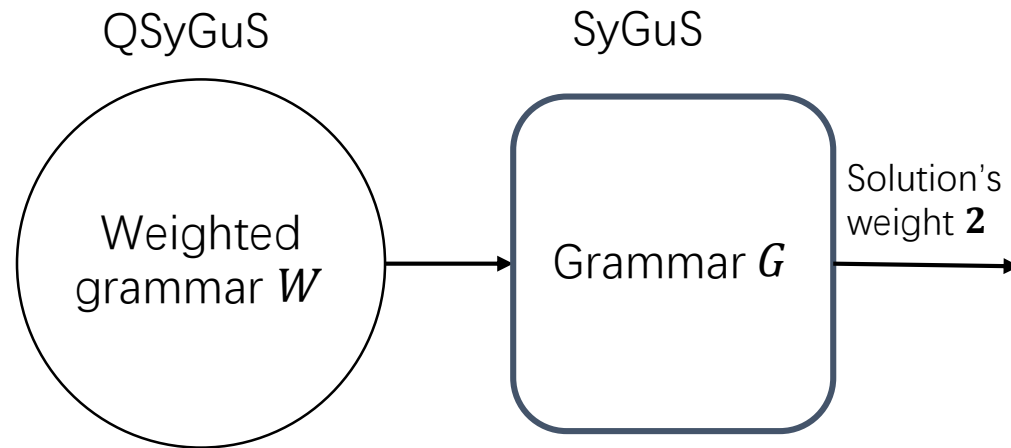 QSyGuS
SyGuS
Weighted
grammar W
Grammar G
Solution's
weight 2